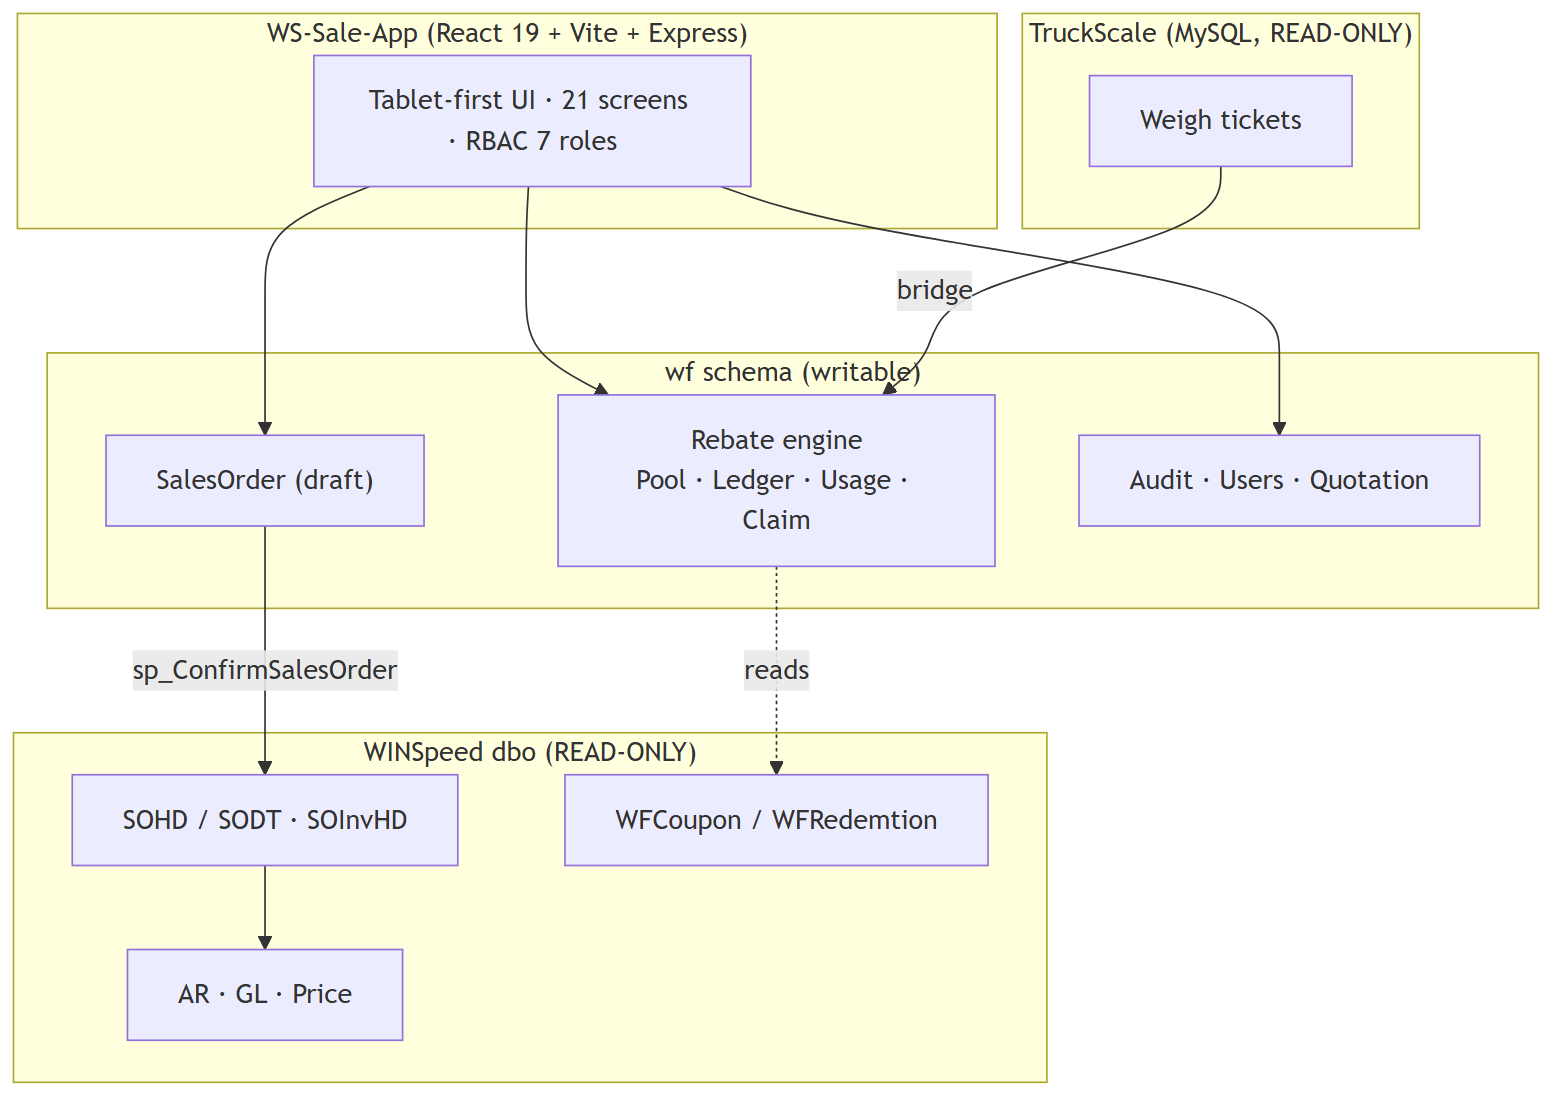 WS-Sale-App (React 19 + Vite + Express)
TruckScale (MySQL, READ-ONLY)
Tablet-first UI · 21 screens
· RBAC 7 roles
Weigh tickets
bridge
wf schema (writable)
SalesOrder (draft)
Rebate engine
Pool · Ledger · Usage ·
Claim
Audit · Users · Quotation
sp_ConfirmSalesOrder
reads
WINSpeed dbo (READ-ONLY)
SOHD / SODT · SOInvHD
WFCoupon / WFRedemtion
AR · GL · Price